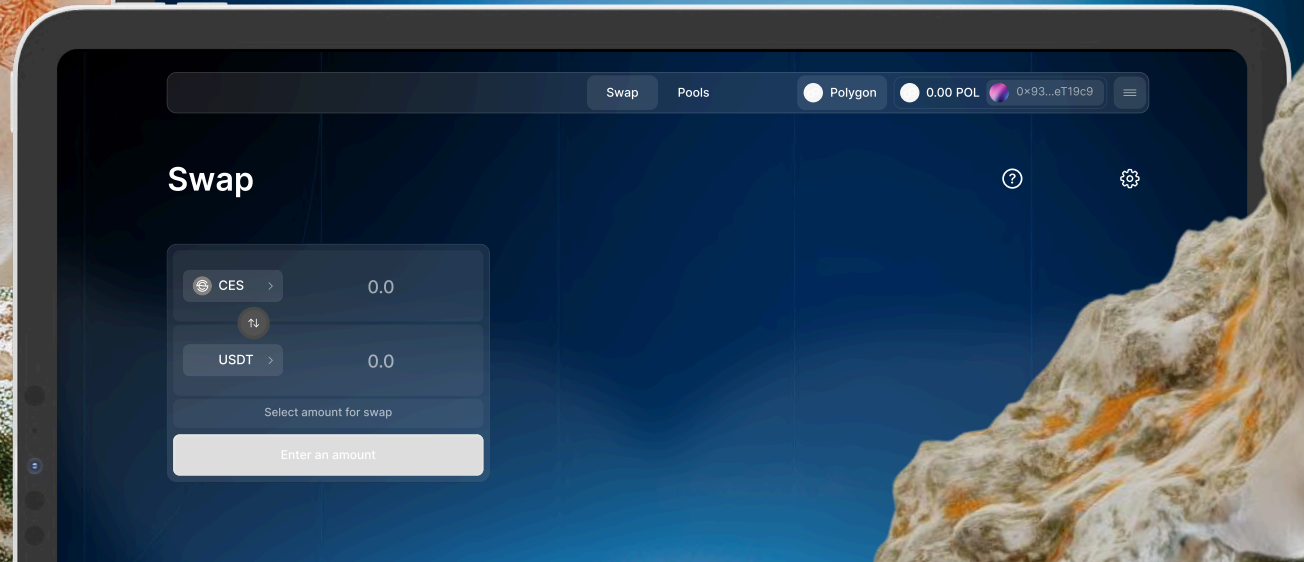 Swap Pools Polygon 0.00 POL 0×93...eT19c9
Swap
CES 0.0
USDT 0.0
Select amount for swap
Enter an amount